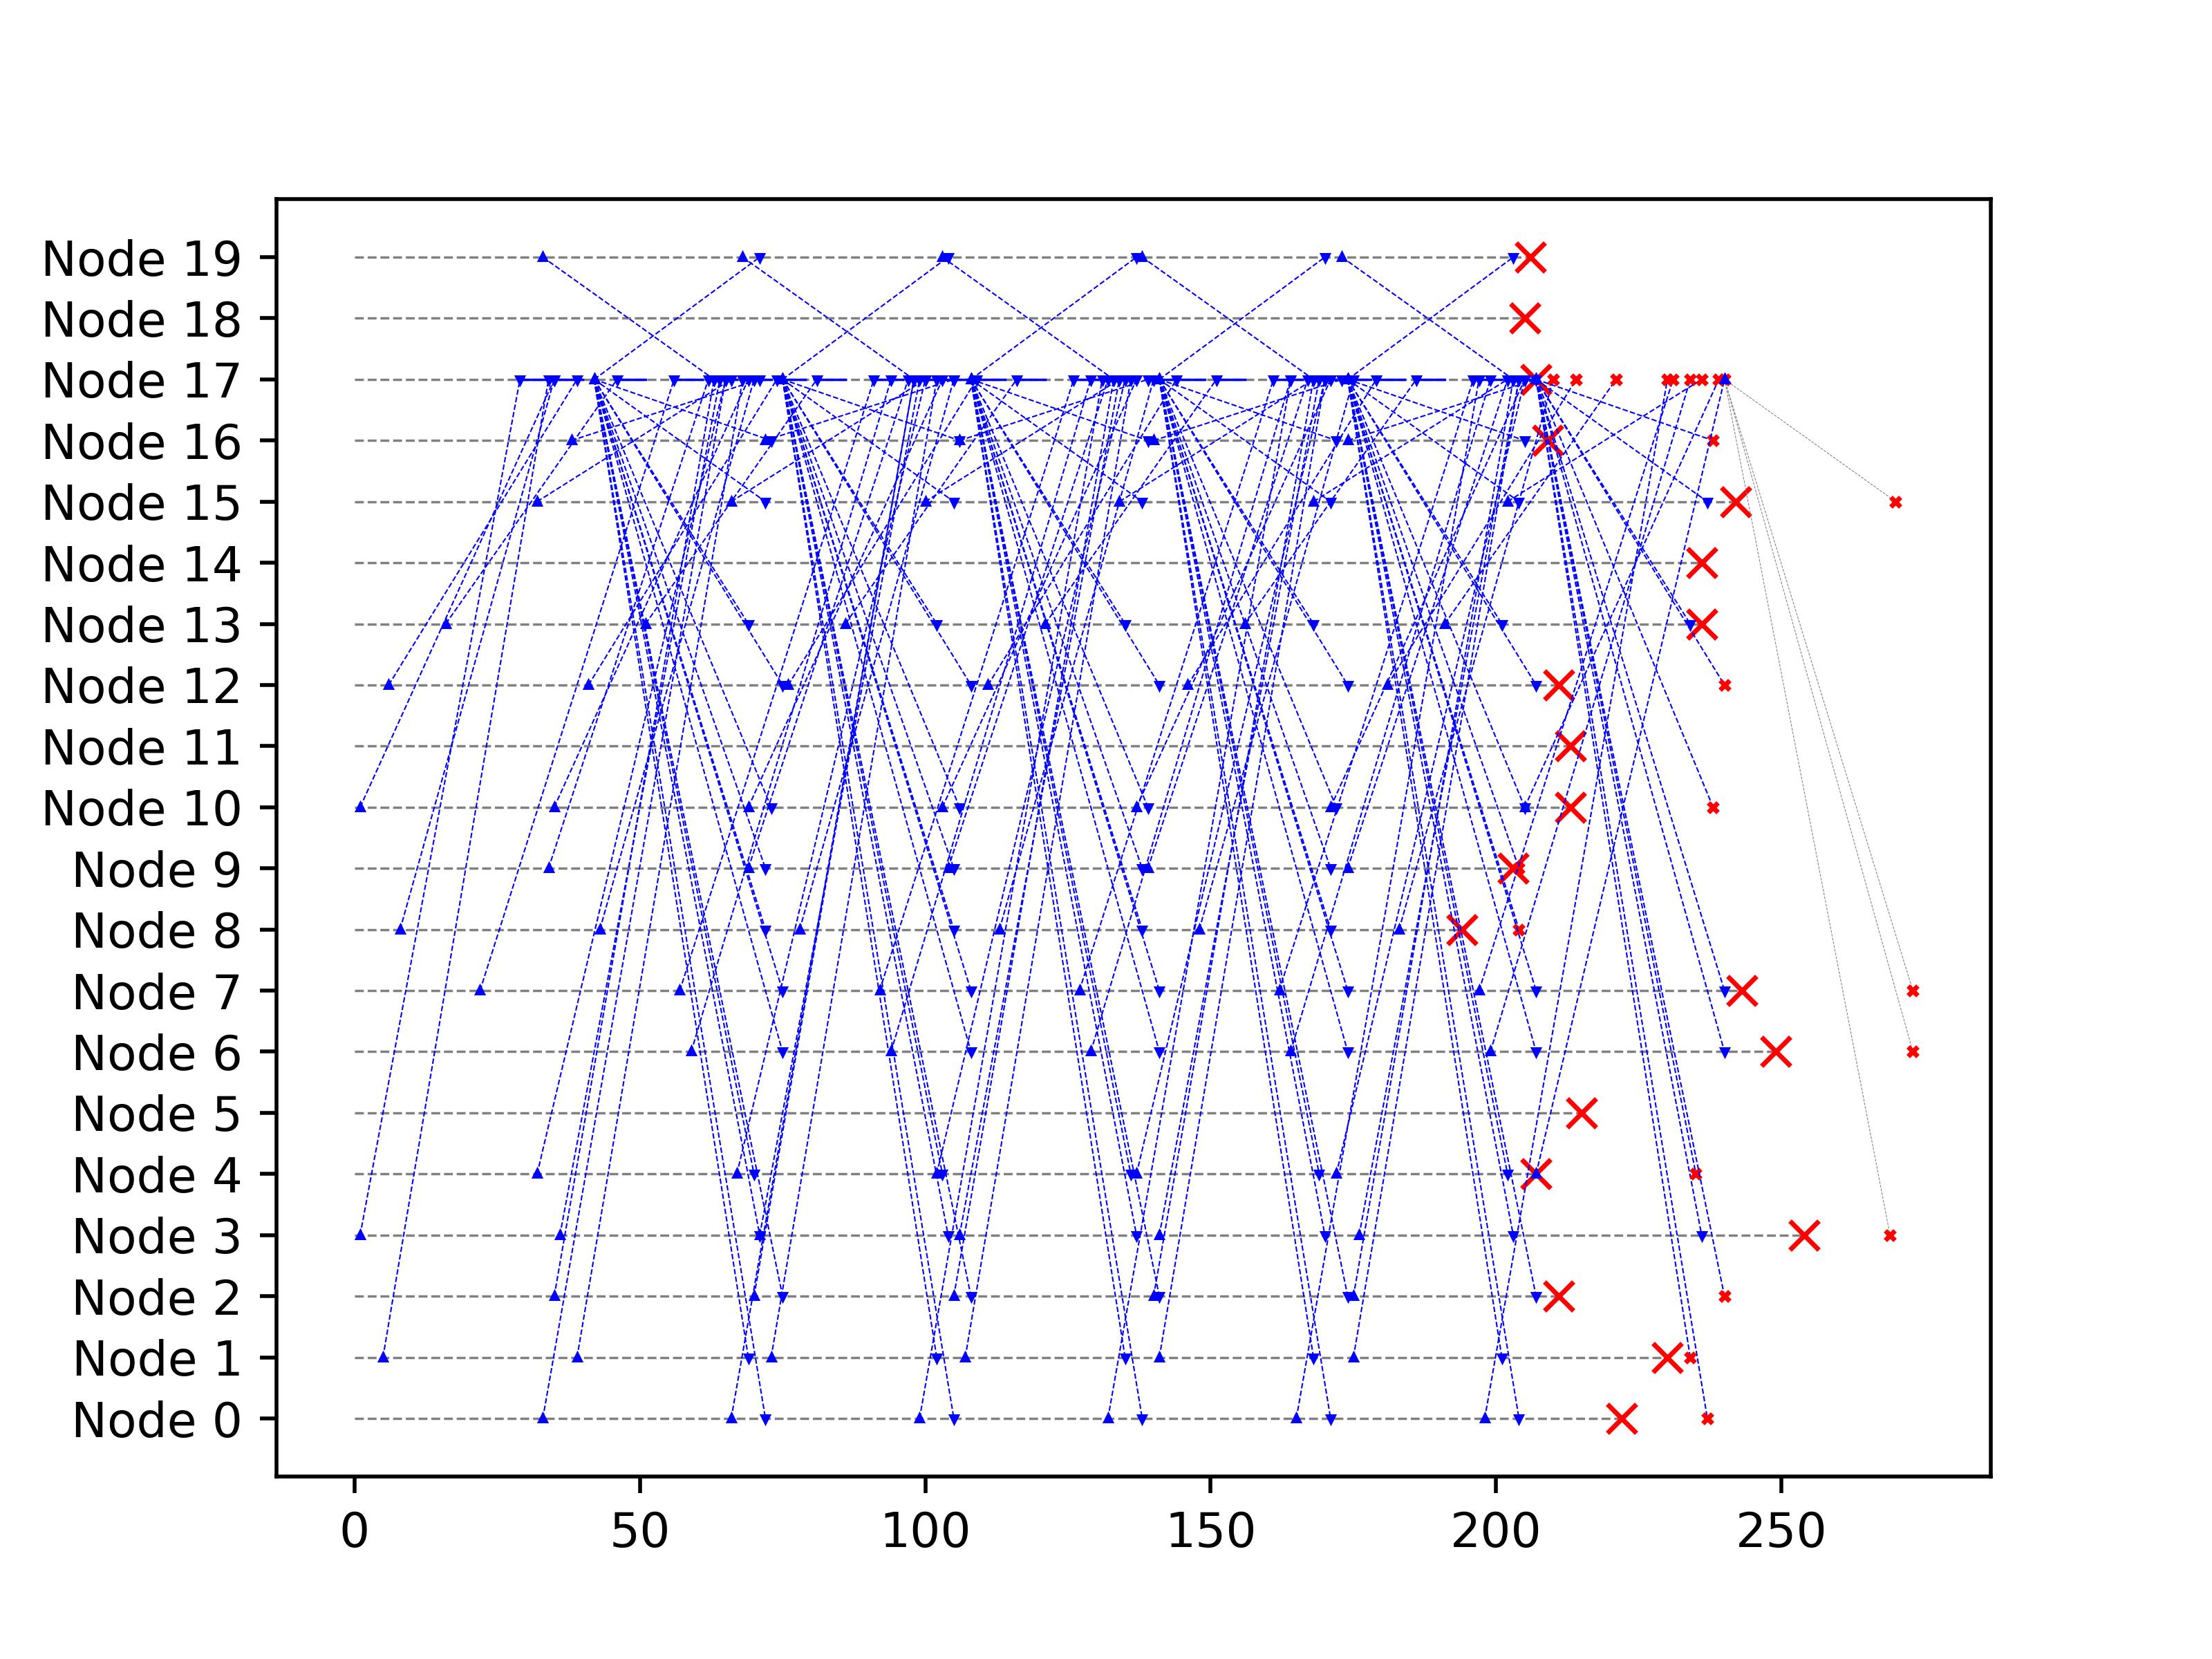 Node 19
Node 18
Node 17
Node 16
Node 15
Node 14
Node 13
Node 12
Node 11
Node 10
Node 9
Node 8
Node 7
Node 6
Node 5
Node 4
Node 3
Node 2
Node 1
Node 0
0 50 100 150 200 250